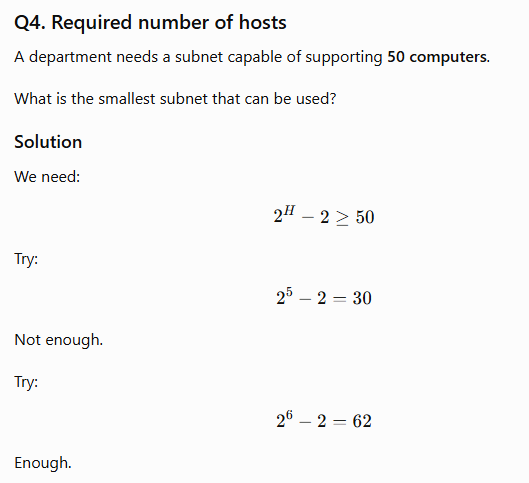 Q4. Required number of hosts
A department needs a subnet capable of supporting 50 computers.
What is the smallest subnet that can be used?
Solution
We need:
2^H − 2 ≥ 50
Try:
2^5 − 2 = 30
Not enough.
Try:
2^6 − 2 = 62
Enough.